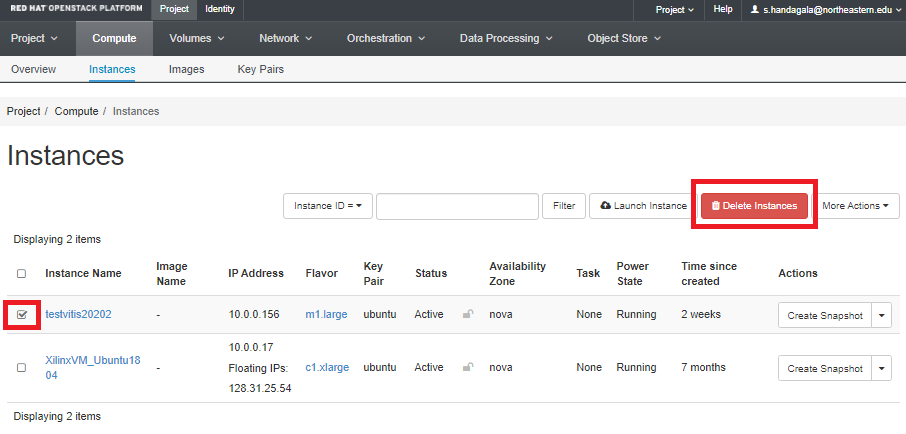 RED HAT OPENSTACK PLATFORM Project Identity Project Help s.handagala@northeastern.edu
Project Compute Volumes Network Orchestration Data Processing Object Store
Overview Instances Images Key Pairs
Project / Compute / Instances
Instances
Instance ID = Filter Launch Instance Delete Instances More Actions
Displaying 2 items
Instance Name Image Name IP Address Flavor Key Pair Status Availability Zone Task Power State Time since created Actions
testvitis20202 - 10.0.0.156 m1.large ubuntu Active nova None Running 2 weeks Create Snapshot
XilinxVM_Ubuntu1804 - 10.0.0.17 Floating IPs: 128.31.25.54 c1.xlarge ubuntu Active nova None Running 7 months Create Snapshot
Displaying 2 items